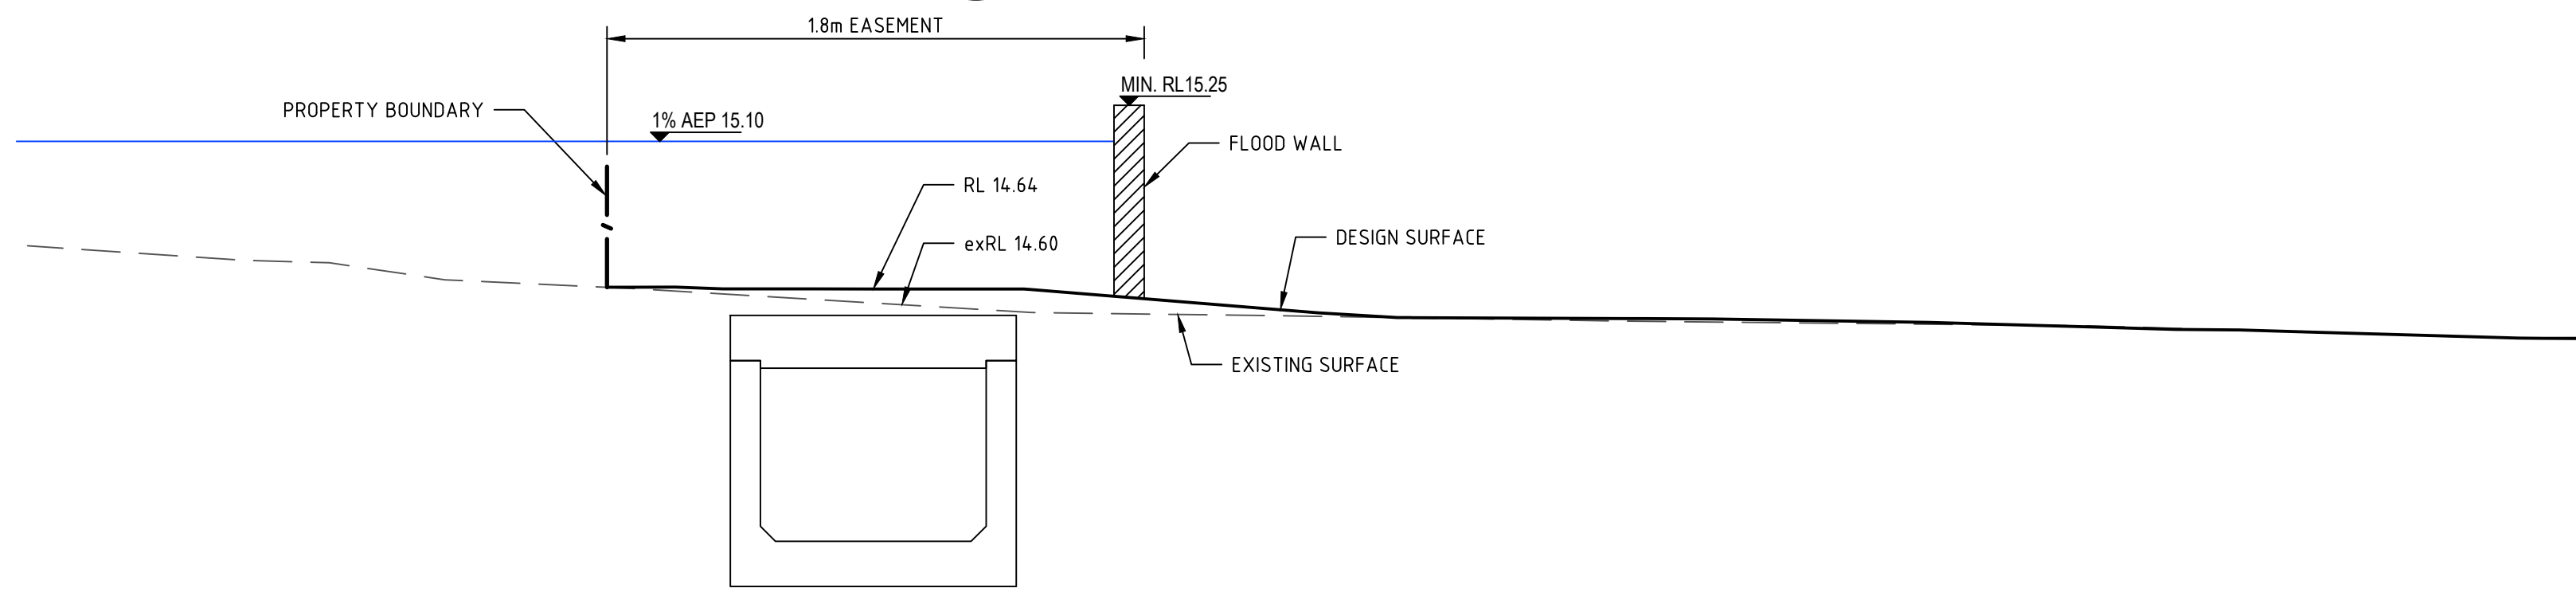 1.8m EASEMENT
MIN. RL15.25
PROPERTY BOUNDARY
1% AEP 15.10
FLOOD WALL
RL 14.64
DESIGN SURFACE
exRL 14.60
EXISTING SURFACE